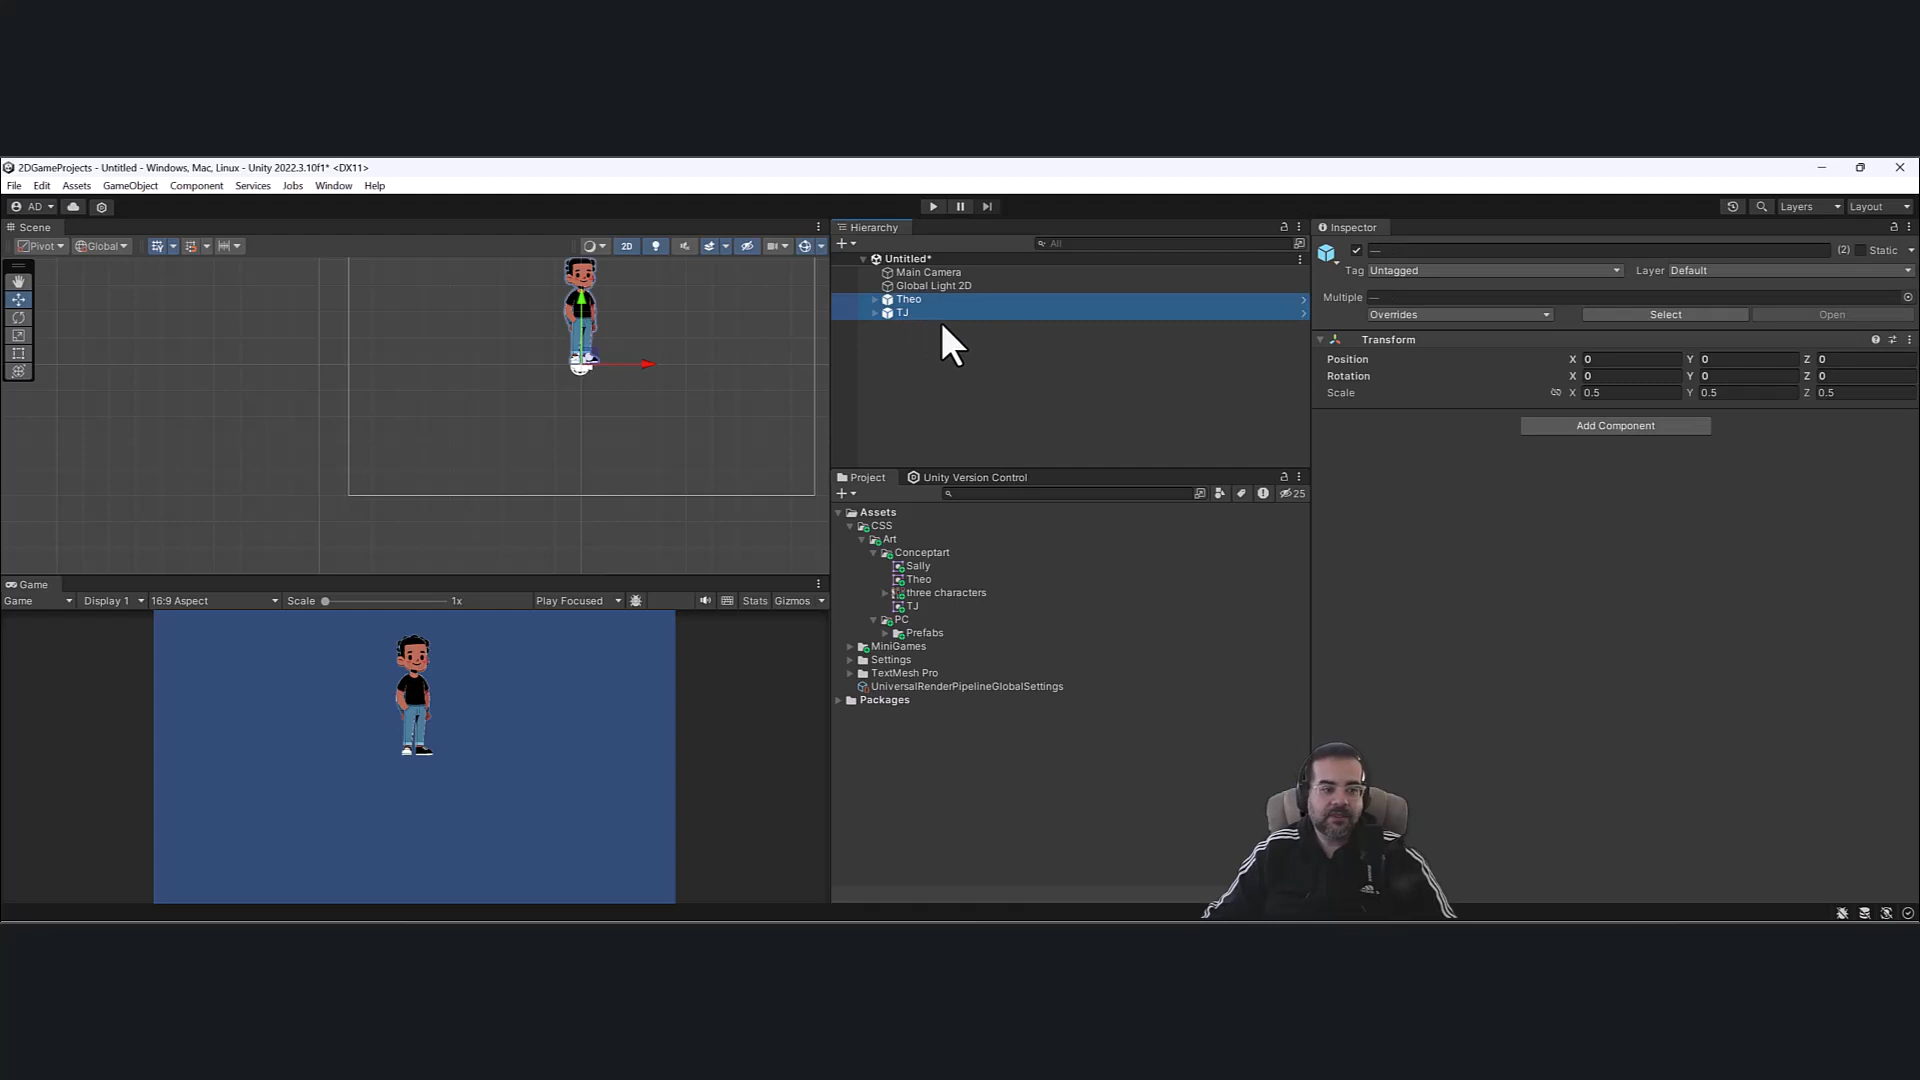 2DGameProjects - Untitled - Windows, Mac, Linux - Unity 2022.3.10f1* <DX11>
File Edit Assets GameObject Component Services Jobs Window Help
AD
Layers Layout
Scene
Pivot Global 2D
Hierarchy
All
Untitled*
Main Camera
Global Light 2D
Theo
TJ
Inspector
— (2) Static
Tag Untagged Layer Default
Multiple —
Overrides Select Open
Transform
Position X 0 Y 0 Z 0
Rotation X 0 Y 0 Z 0
Scale X 0.5 Y 0.5 Z 0.5
Add Component
Project Unity Version Control
25
Assets
CSS
Art
Conceptart
Sally
Theo
three characters
TJ
PC
Prefabs
MiniGames
Settings
TextMesh Pro
UniversalRenderPipelineGlobalSettings
Packages
Game
Game Display 1 16:9 Aspect Scale 1x Play Focused Stats Gizmos